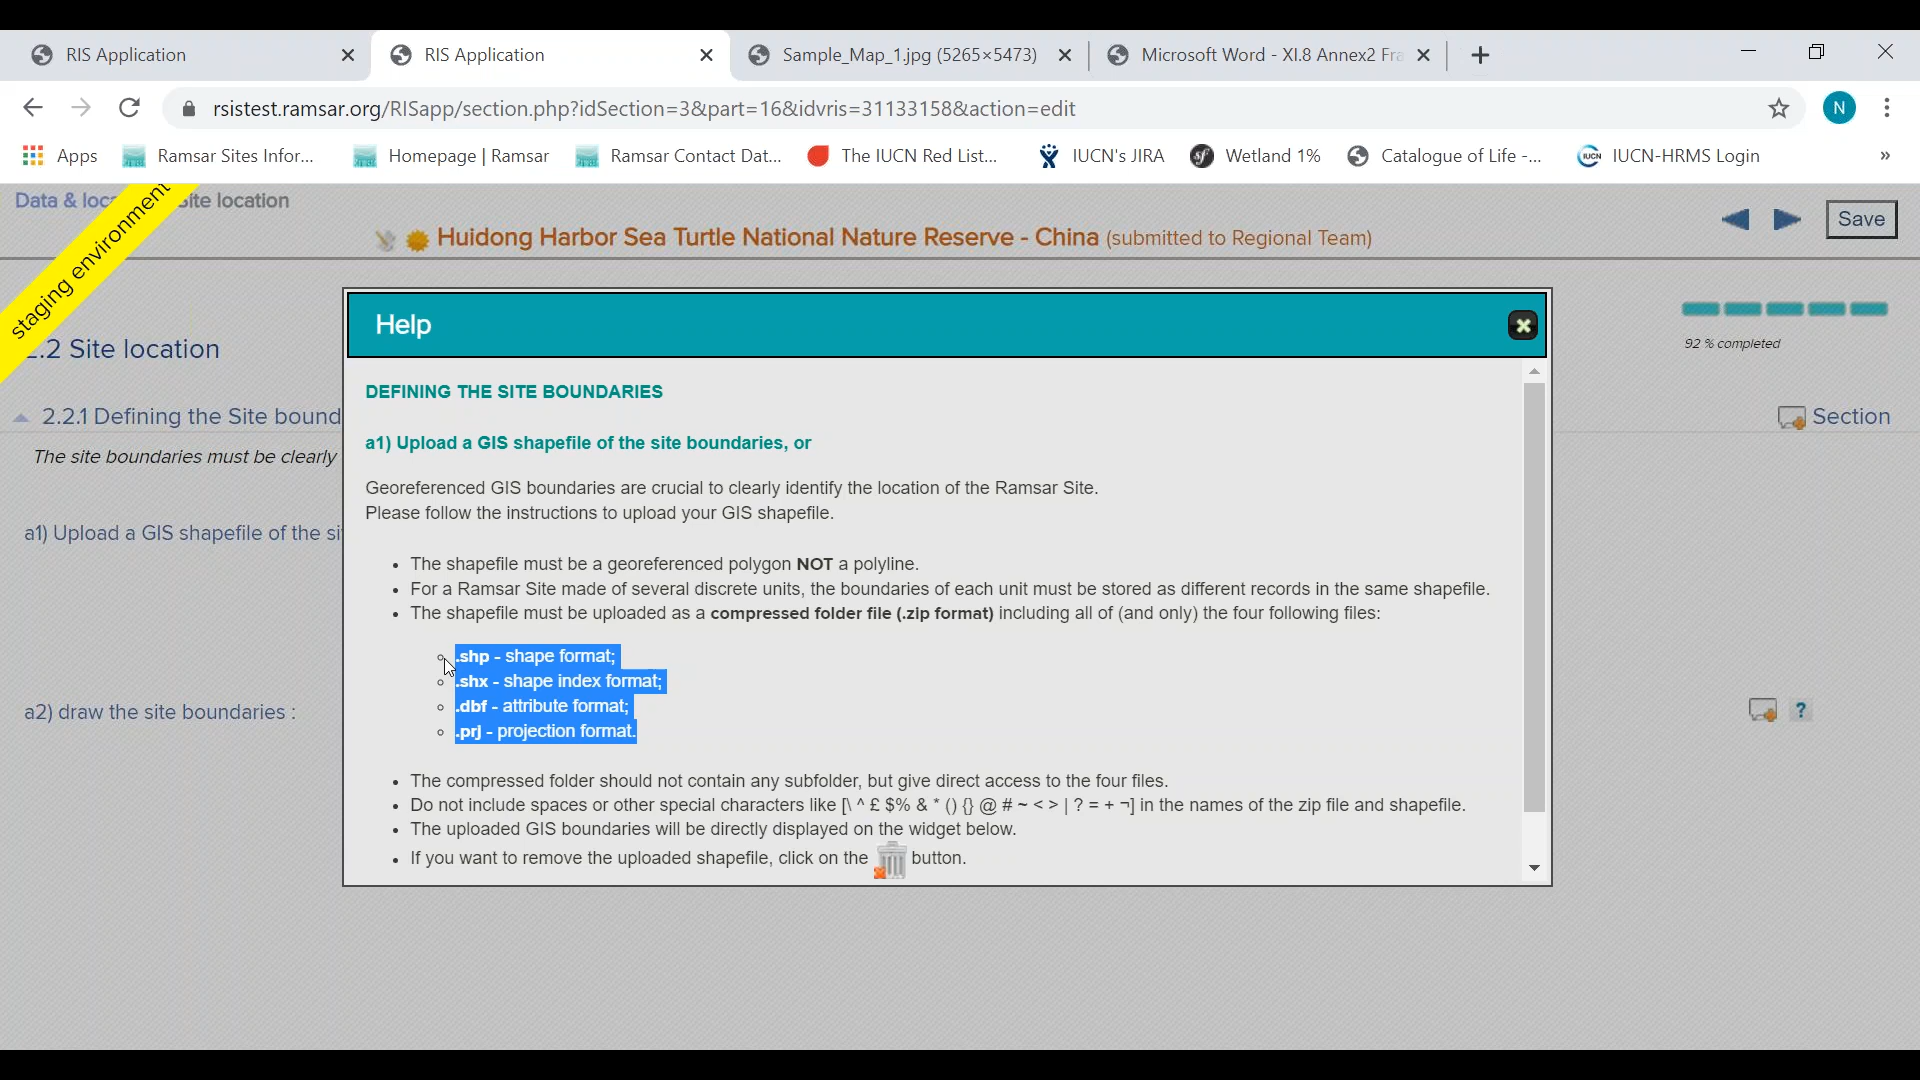 RIS Application
RIS Application
Sample_Map_1.jpg (5265×5473)
Microsoft Word - XI.8 Annex2 Fra
rsistest.ramsar.org/RISapp/section.php?idSection=3&part=16&idvris=31133158&action=edit
N
Apps
Ramsar Sites Infor...
Homepage | Ramsar
Ramsar Contact Dat...
The IUCN Red List...
IUCN's JIRA
Wetland 1%
Catalogue of Life -...
IUCN-HRMS Login
»
Data & loc
Site location
staging environment
Huidong Harbor Sea Turtle National Nature Reserve - China (submitted to Regional Team)
Save
Help
92 % completed
2.2 Site location
DEFINING THE SITE BOUNDARIES
2.2.1 Defining the Site bound
Section
a1) Upload a GIS shapefile of the site boundaries, or
The site boundaries must be clearly
Georeferenced GIS boundaries are crucial to clearly identify the location of the Ramsar Site.
Please follow the instructions to upload your GIS shapefile.
a1) Upload a GIS shapefile of the si
• The shapefile must be a georeferenced polygon NOT a polyline.
• For a Ramsar Site made of several discrete units, the boundaries of each unit must be stored as different records in the same shapefile.
• The shapefile must be uploaded as a compressed folder file (.zip format) including all of (and only) the four following files:
.shp - shape format;
.shx - shape index format;
.dbf - attribute format;
.prj - projection format.
a2) draw the site boundaries :
?
• The compressed folder should not contain any subfolder, but give direct access to the four files.
• Do not include spaces or other special characters like [\ ^ £ $% & * () {} @ # ~ < > | ? = + ¬] in the names of the zip file and shapefile.
• The uploaded GIS boundaries will be directly displayed on the widget below.
• If you want to remove the uploaded shapefile, click on the button.